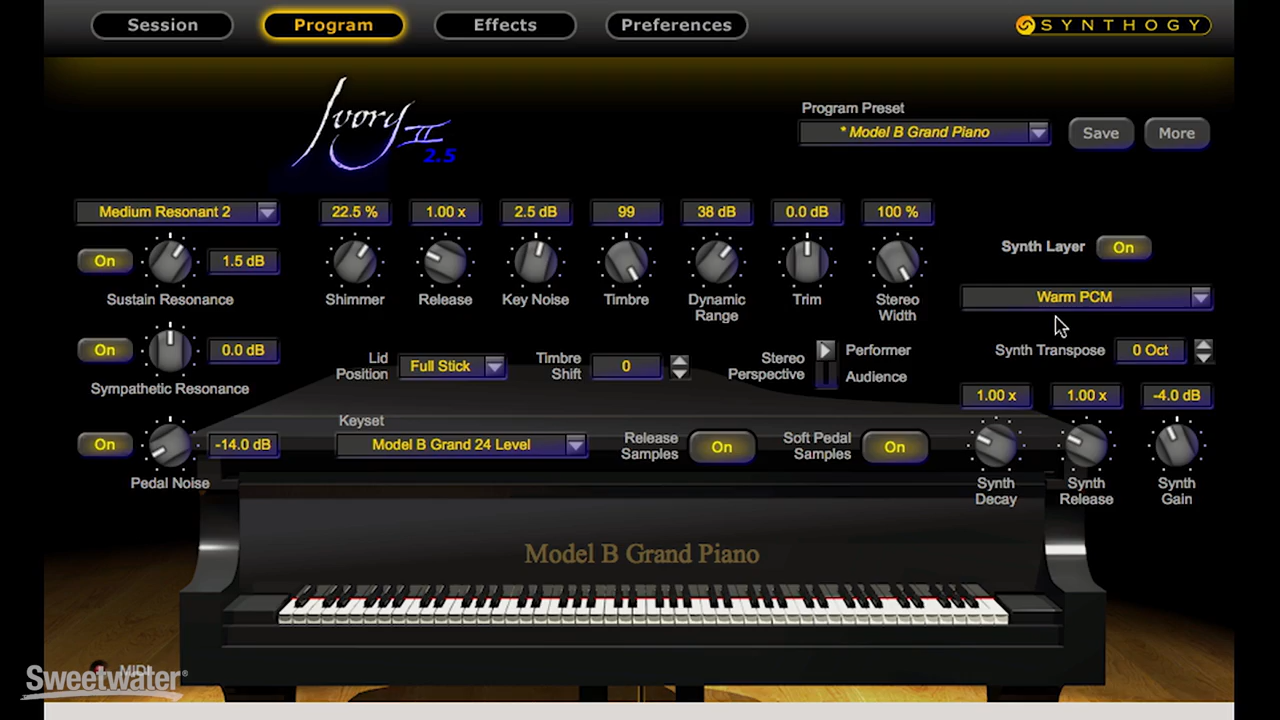 Session Program Effects Preferences SYNTHOGY
Ivory II
2.5
Program Preset
* Model B Grand Piano Save More
Medium Resonant 2 22.5 % 1.00 x 2.5 dB 99 38 dB 0.0 dB 100 %
Synth Layer On
On 1.5 dB
Sustain Resonance Shimmer Release Key Noise Timbre Dynamic Range Trim Stereo Width
Warm PCM
Synth Transpose 0 Oct
On 0.0 dB
Sympathetic Resonance
Lid Position Full Stick Timbre Shift 0 Stereo Perspective Performer
Audience
1.00 x 1.00 x -4.0 dB
Keyset
On -14.0 dB Model B Grand 24 Level Release Samples On Soft Pedal Samples On
Pedal Noise
Synth Decay Synth Release Synth Gain
Model B Grand Piano
MIDI
Sweetwater®